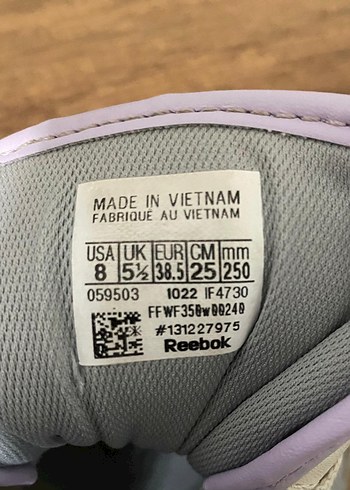 MADE IN VIETNAM
FABRIQUÉ AU VIETNAM
USA UK EUR CM mm
8 5½ 38.5 25 250
059503 1022 IF4730
FFWF350w00240
#131227975
Reebok